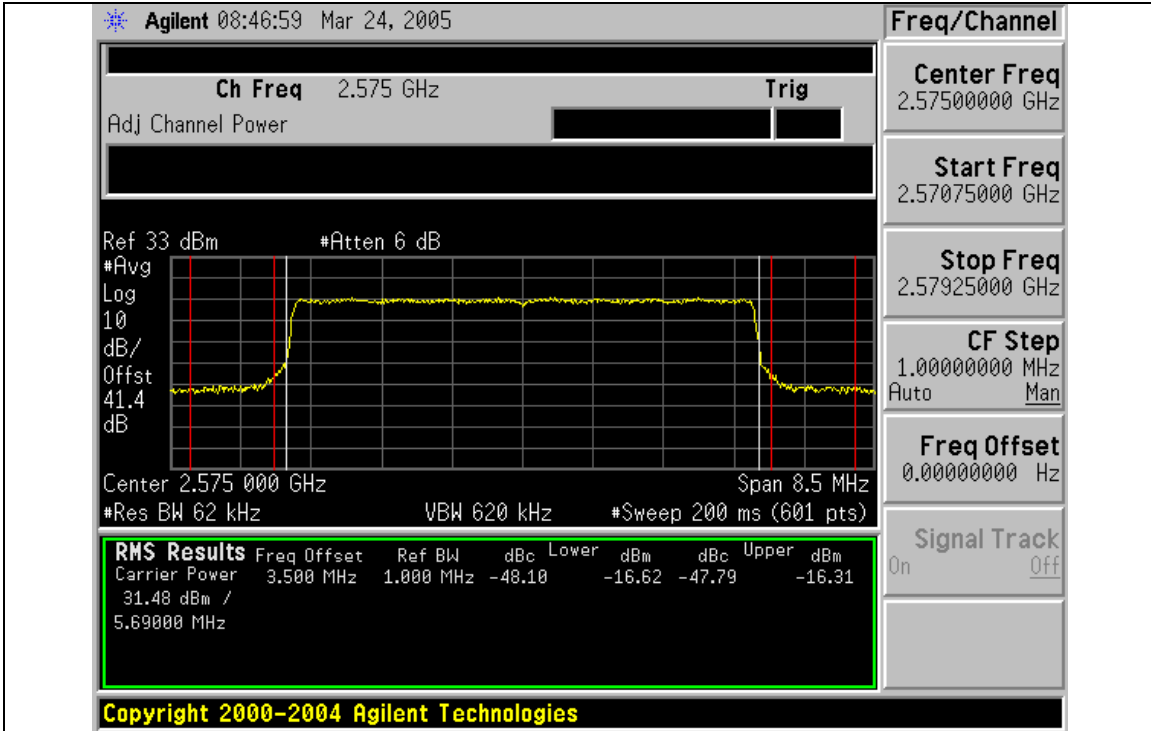 Agilent 08:46:59 Mar 24, 2005
Freq/Channel
Ch Freq 2.575 GHz Trig
Adj Channel Power
Center Freq
2.57500000 GHz
Start Freq
2.57075000 GHz
Stop Freq
2.57925000 GHz
CF Step
1.00000000 MHz
Auto Man
Freq Offset
0.00000000 Hz
Signal Track
On Off
Ref 33 dBm #Atten 6 dB
#Avg
Log
10
dB/
Offst
41.4
dB
Center 2.575 000 GHz Span 8.5 MHz
#Res BW 62 kHz VBW 620 kHz #Sweep 200 ms (601 pts)
RMS Results Freq Offset Ref BW dBc Lower dBm dBc Upper dBm
Carrier Power 3.500 MHz 1.000 MHz -48.10 -16.62 -47.79 -16.31
31.48 dBm /
5.69000 MHz
Copyright 2000-2004 Agilent Technologies